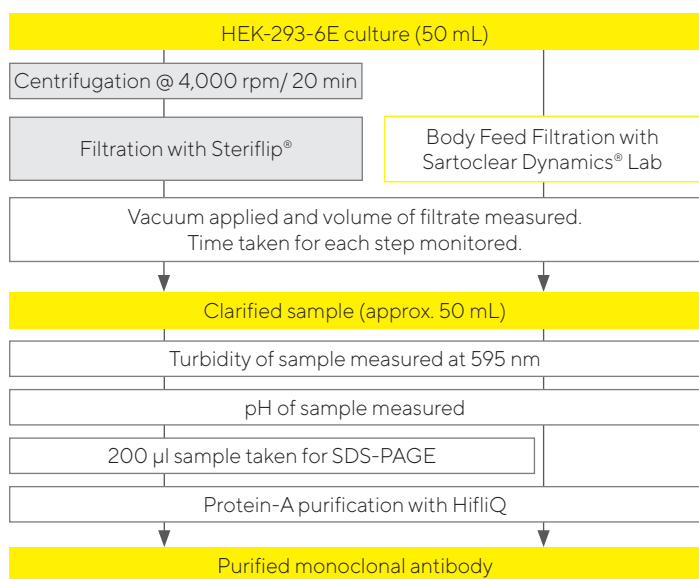 HEK-293-6E culture (50 mL)
Centrifugation @ 4,000 rpm/ 20 min
Filtration with Steriflip®
Body Feed Filtration with
Sartoclear Dynamics® Lab
Vacuum applied and volume of filtrate measured.
Time taken for each step monitored.
Clarified sample (approx. 50 mL)
Turbidity of sample measured at 595 nm
pH of sample measured
200 µl sample taken for SDS-PAGE
Protein-A purification with HifliQ
Purified monoclonal antibody